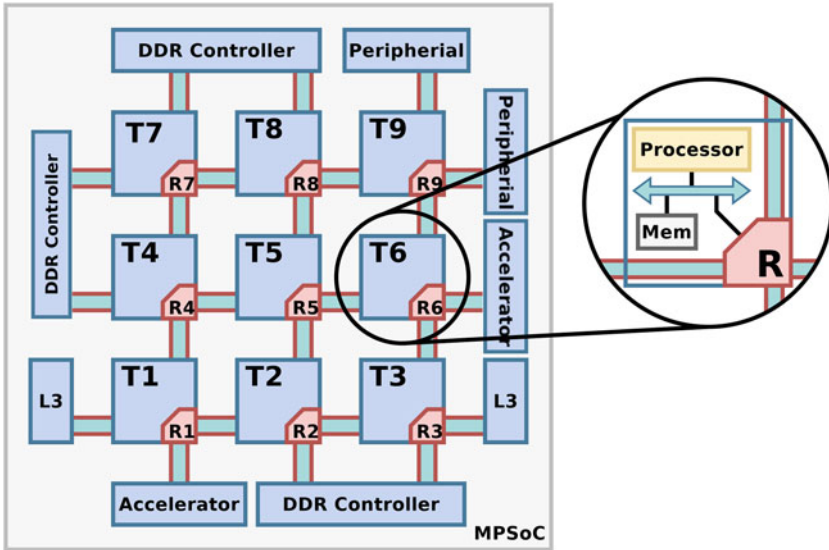 DDR Controller
Peripherial
T7
T8
T9
R7
R8
R9
DDR Controller
Peripherial
T4
T5
T6
R4
R5
R6
Accelerator
T1
T2
T3
L3
R1
R2
R3
L3
Accelerator
DDR Controller
MPSoC
Processor
Mem
R